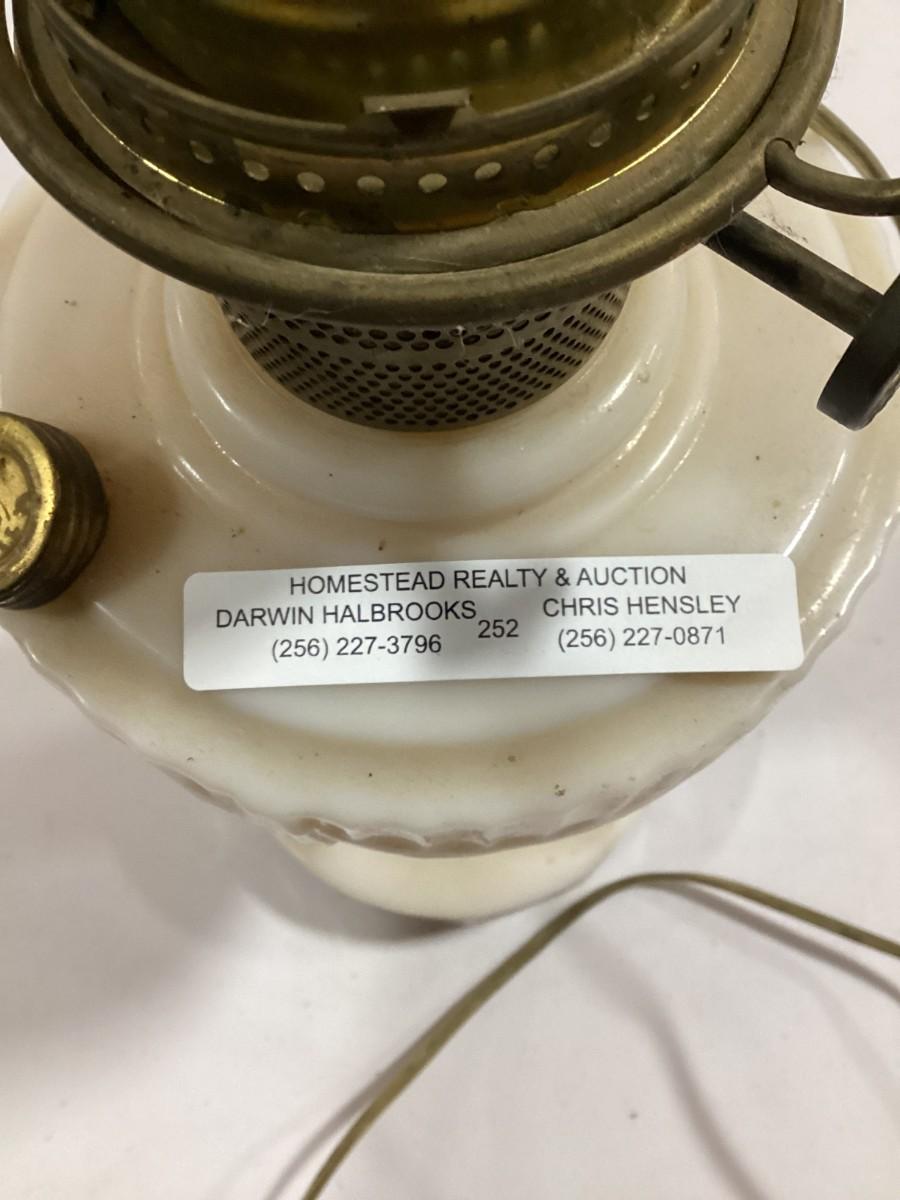 HOMESTEAD REALTY & AUCTION
DARWIN HALBROOKS CHRIS HENSLEY
(256) 227-3796 252 (256) 227-0871